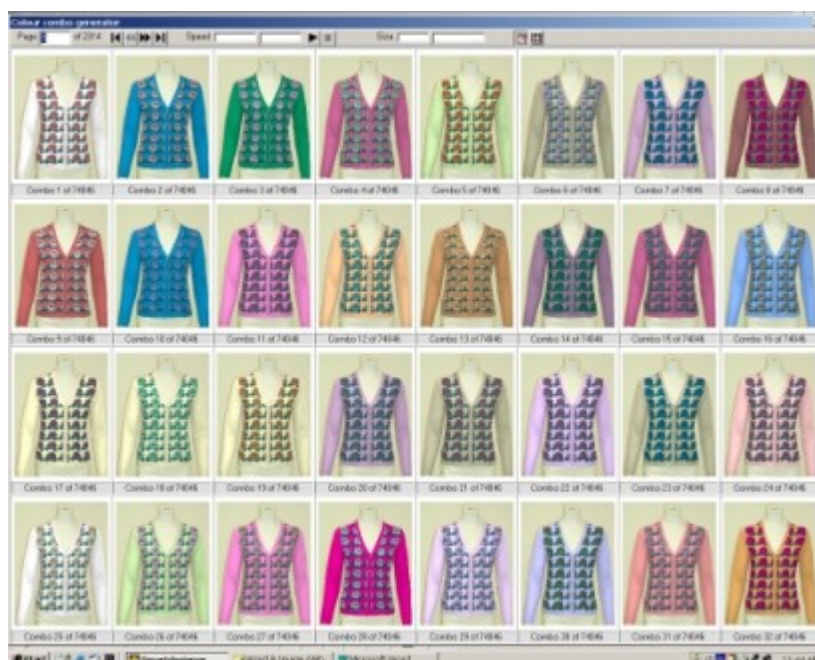 Colour combo generator
Page of 2314 Speed Size
Combo 1 of 74046 Combo 2 of 74046 Combo 3 of 74046 Combo 4 of 74046 Combo 5 of 74046 Combo 6 of 74046 Combo 7 of 74046 Combo 8 of 74046
Combo 9 of 74046 Combo 10 of 74046 Combo 11 of 74046 Combo 12 of 74046 Combo 13 of 74046 Combo 14 of 74046 Combo 15 of 74046 Combo 16 of 74046
Combo 17 of 74046 Combo 18 of 74046 Combo 19 of 74046 Combo 20 of 74046 Combo 21 of 74046 Combo 22 of 74046 Combo 23 of 74046 Combo 24 of 74046
Combo 25 of 74046 Combo 26 of 74046 Combo 27 of 74046 Combo 28 of 74046 Combo 29 of 74046 Combo 30 of 74046 Combo 31 of 74046 Combo 32 of 74046
Start